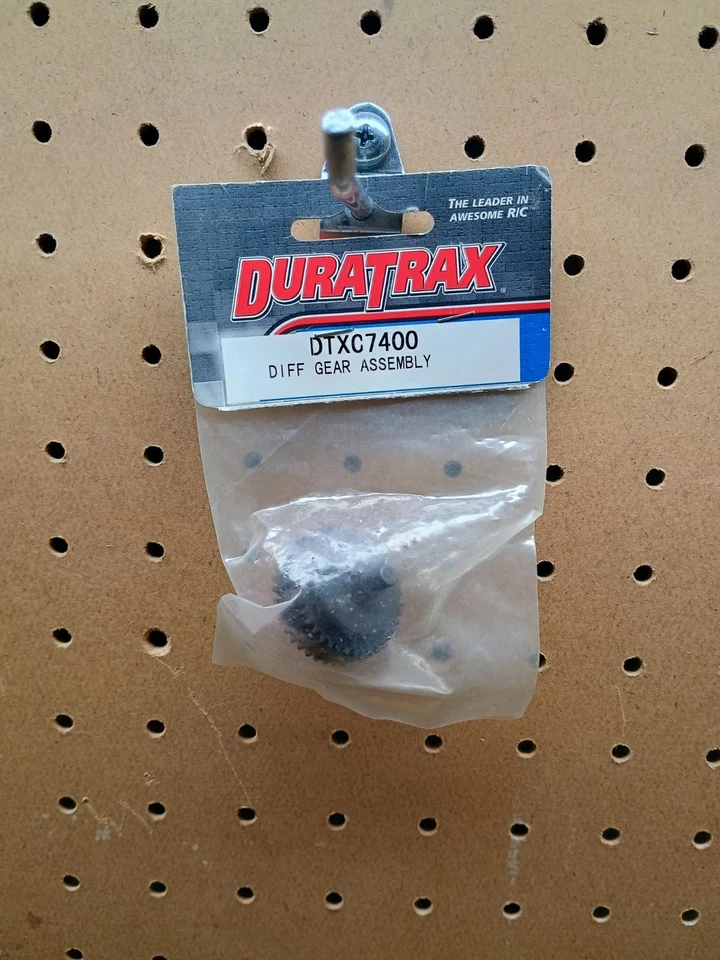 THE LEADER IN
AWESOME R/C
DURATRAX
DTXC7400
DIFF GEAR ASSEMBLY